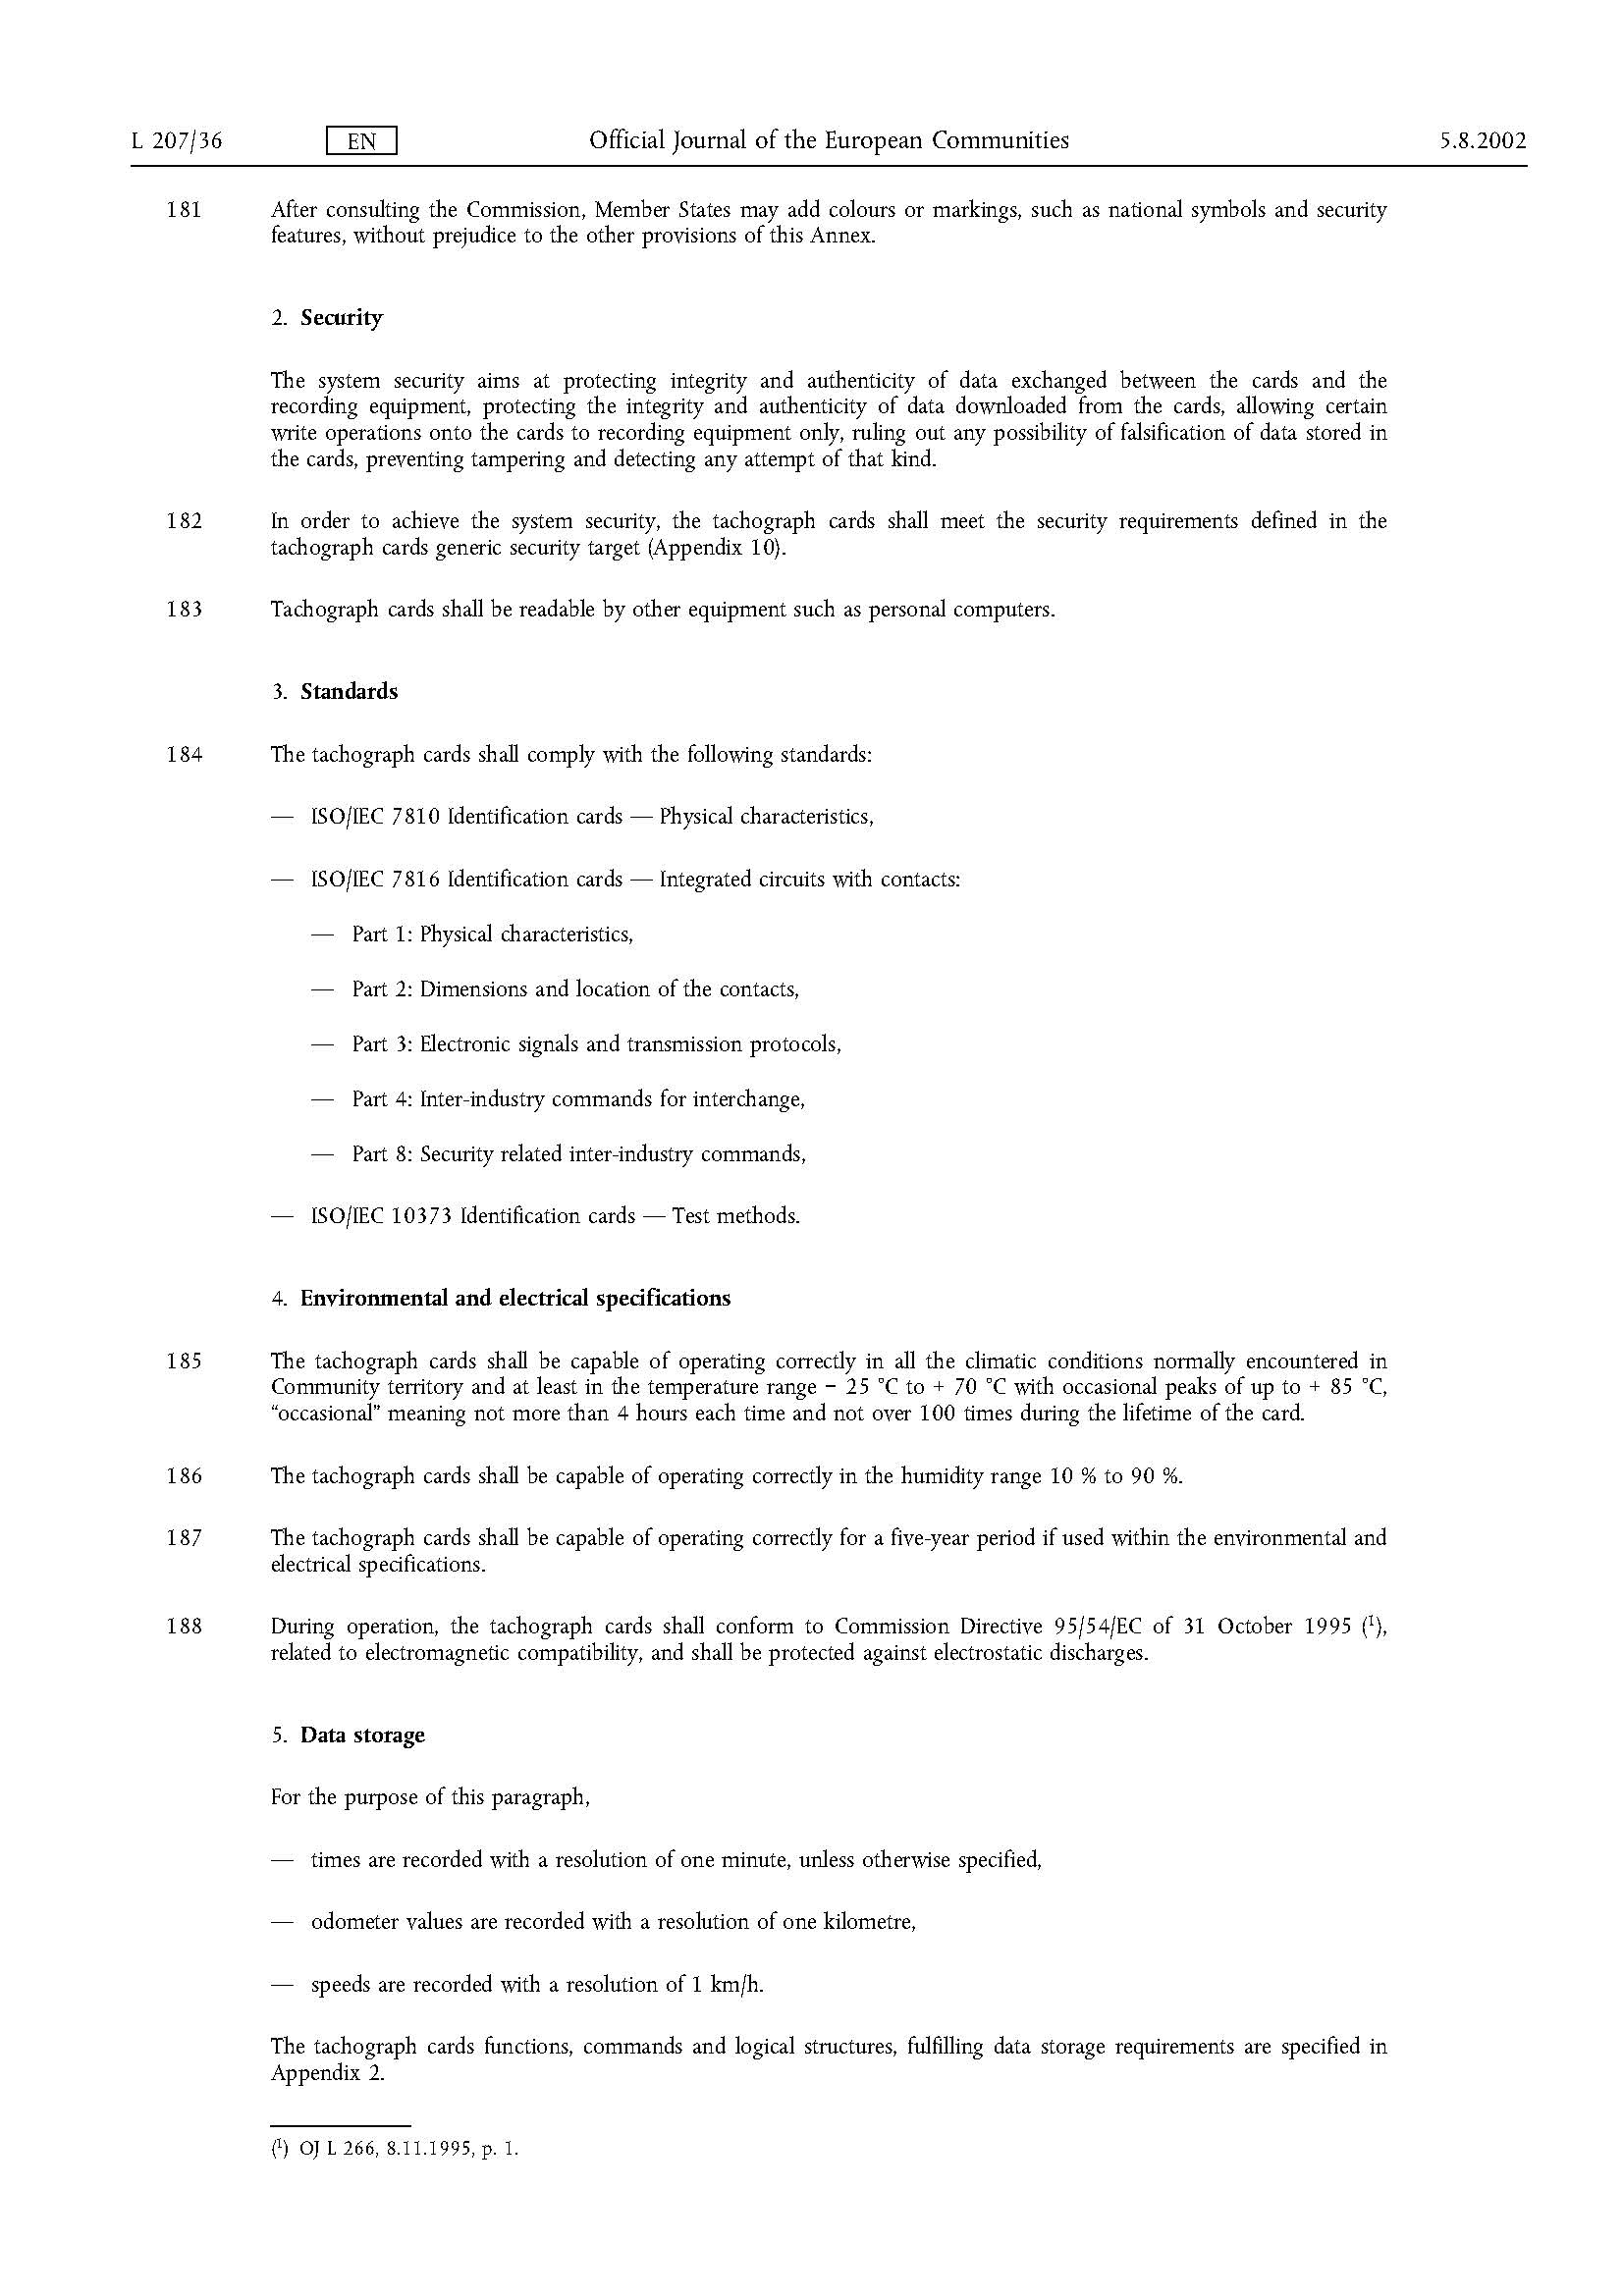 L 207/36 EN Official Journal of the European Communities 5.8.2002
181 After consulting the Commission, Member States may add colours or markings, such as national symbols and security
features, without prejudice to the other provisions of this Annex.
2. Security
The system security aims at protecting integrity and authenticity of data exchanged between the cards and the
recording equipment, protecting the integrity and authenticity of data downloaded from the cards, allowing certain
write operations onto the cards to recording equipment only, ruling out any possibility of falsification of data stored in
the cards, preventing tampering and detecting any attempt of that kind.
182 In order to achieve the system security, the tachograph cards shall meet the security requirements defined in the
tachograph cards generic security target (Appendix 10).
183 Tachograph cards shall be readable by other equipment such as personal computers.
3. Standards
184 The tachograph cards shall comply with the following standards:
— ISO/IEC 7810 Identification cards — Physical characteristics,
— ISO/IEC 7816 Identification cards — Integrated circuits with contacts:
— Part 1: Physical characteristics,
— Part 2: Dimensions and location of the contacts,
— Part 3: Electronic signals and transmission protocols,
— Part 4: Inter-industry commands for interchange,
— Part 8: Security related inter-industry commands,
— ISO/IEC 10373 Identification cards — Test methods.
4. Environmental and electrical specifications
185 The tachograph cards shall be capable of operating correctly in all the climatic conditions normally encountered in
Community territory and at least in the temperature range − 25 °C to + 70 °C with occasional peaks of up to + 85 °C,
“occasional” meaning not more than 4 hours each time and not over 100 times during the lifetime of the card.
186 The tachograph cards shall be capable of operating correctly in the humidity range 10 % to 90 %.
187 The tachograph cards shall be capable of operating correctly for a five-year period if used within the environmental and
electrical specifications.
188 During operation, the tachograph cards shall conform to Commission Directive 95/54/EC of 31 October 1995 (¹),
related to electromagnetic compatibility, and shall be protected against electrostatic discharges.
5. Data storage
For the purpose of this paragraph,
— times are recorded with a resolution of one minute, unless otherwise specified,
— odometer values are recorded with a resolution of one kilometre,
— speeds are recorded with a resolution of 1 km/h.
The tachograph cards functions, commands and logical structures, fulfilling data storage requirements are specified in
Appendix 2.
(¹) OJ L 266, 8.11.1995, p. 1.